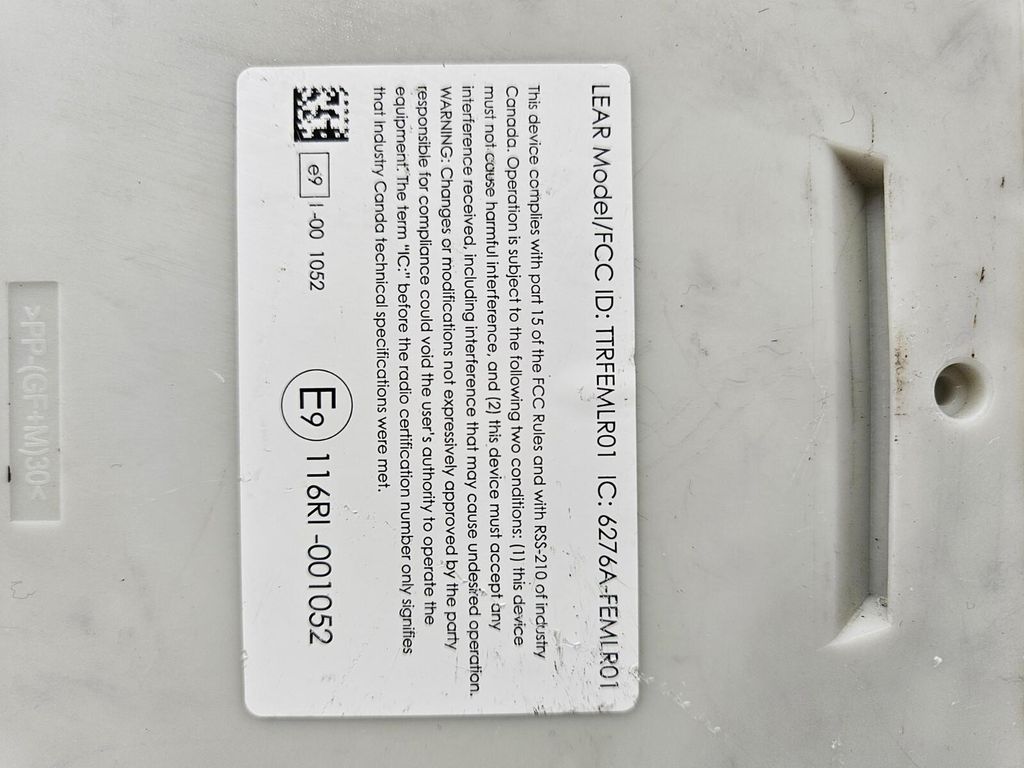 LEAR Model/FCC ID: TTRFEMLR01 IC: 6276A-FEMLR01
This device complies with part 15 of the FCC Rules and with RSS-210 of industry
Canada. Operation is subject to the following two conditions: (1) this device
must not cause harmful interference, and (2) this device must accept any
interference received, including interference that may cause undesired operation.
WARNING: Changes or modifications not expressively approved by the party
responsible for compliance could void the user's authority to operate the
equipment. The term "IC:" before the radio certification number only signifies
that Industry Canda technical specifications were met.
e9 1-00 1052
E9 116RI-001052
>PP-(GF+M)30<